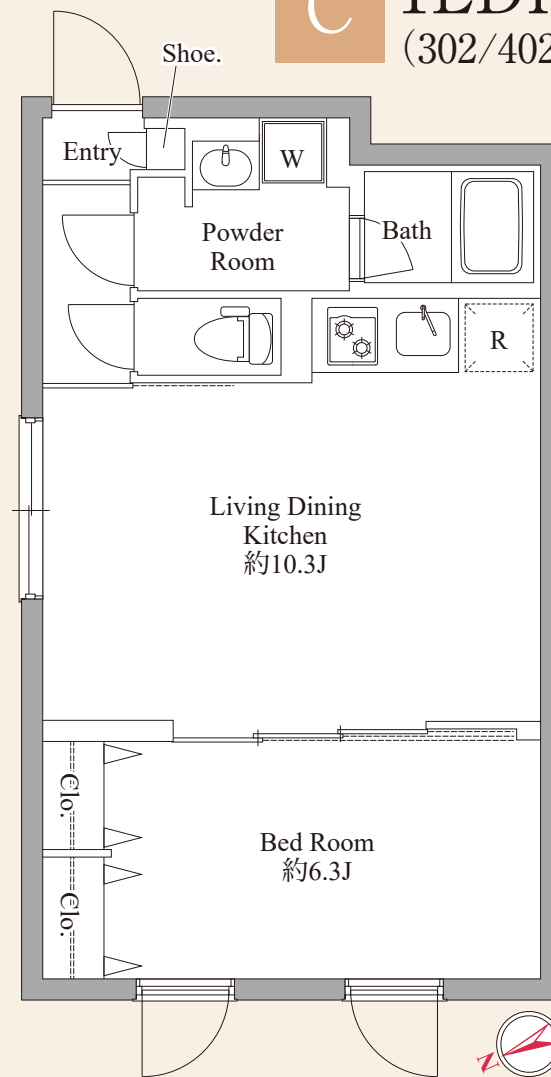 C
(302/402
Shoe.
Entry
W
Powder
Room
Bath
R
Living Dining
Kitchen
約10.3J
Clo.
Bed Room
約6.3J
Clo.
N